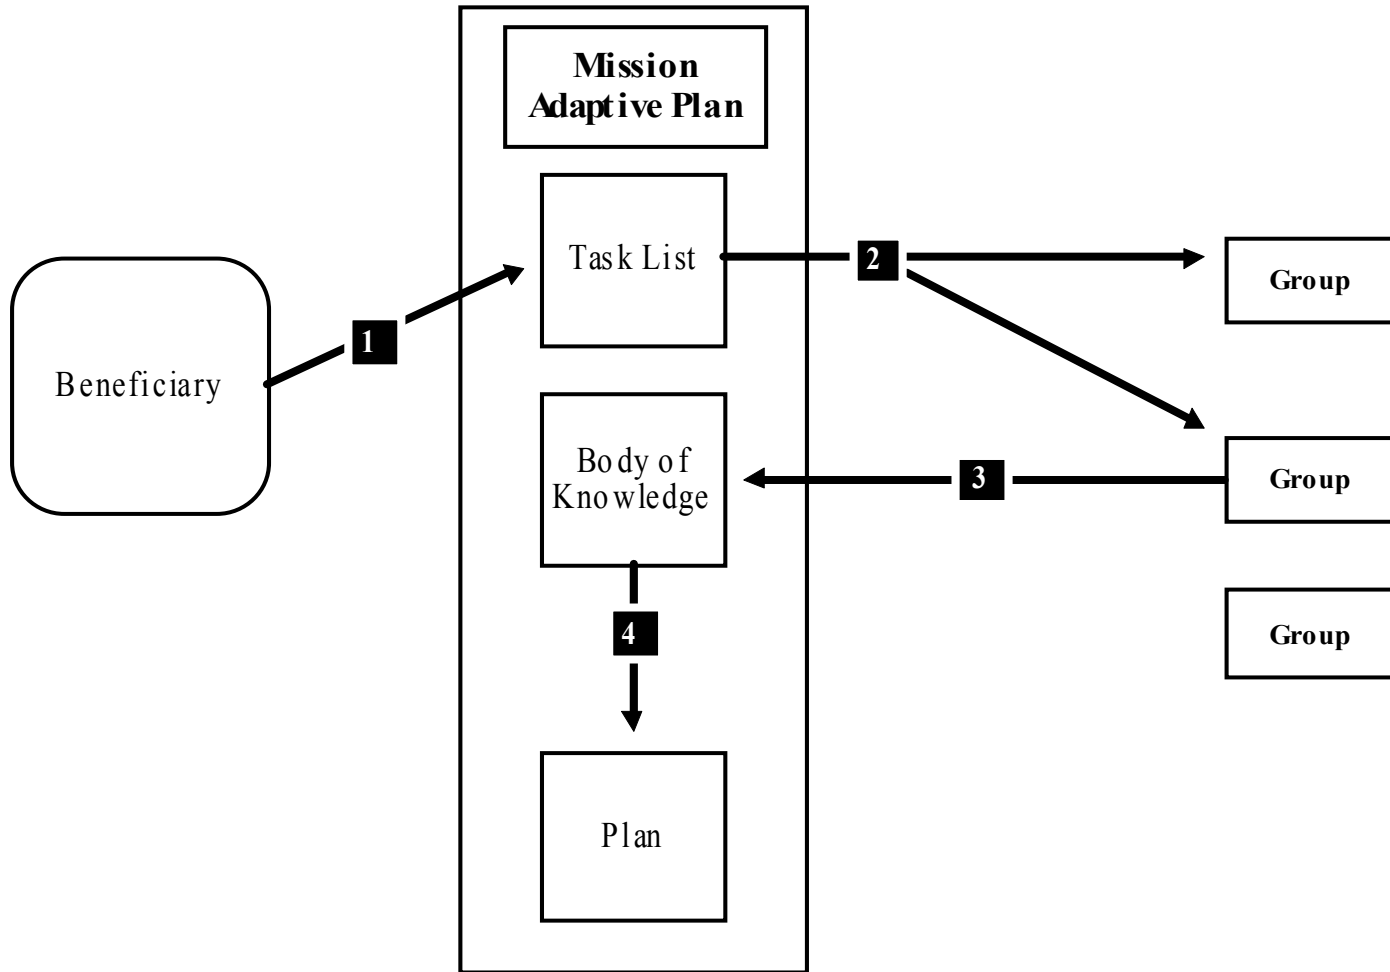 Mission
Adaptive Plan
Task List
2
Group
1
Beneficiary
Body of
Knowledge
3
Group
4
Group
Plan